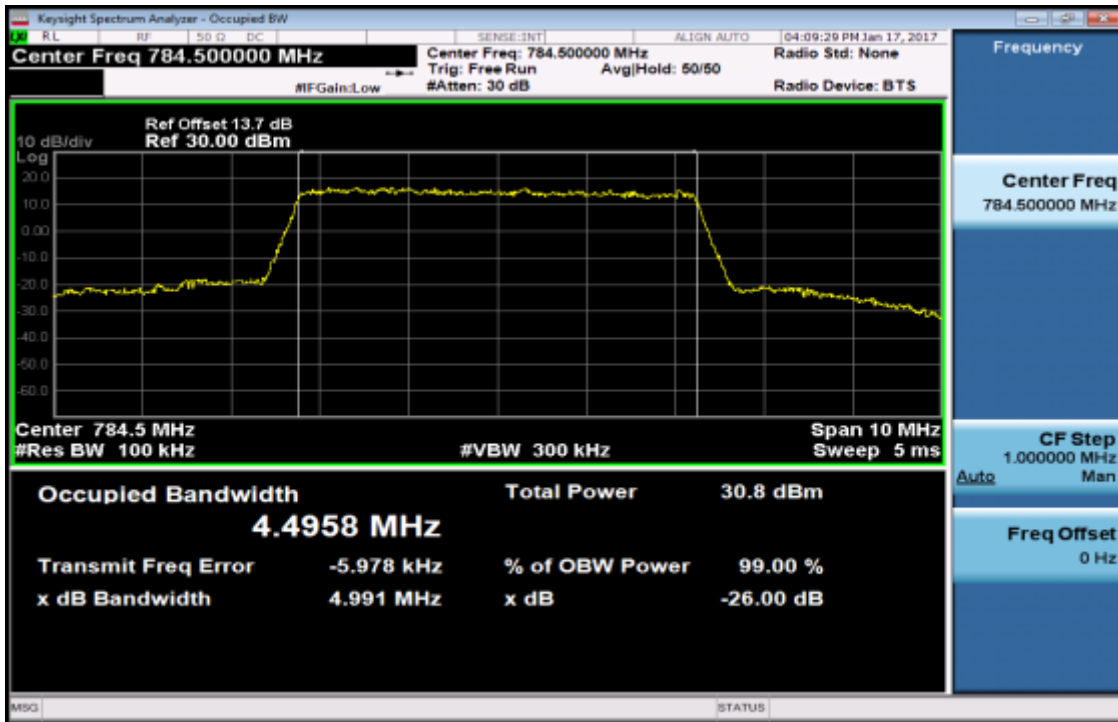 Keysight Spectrum Analyzer - Occupied BW
RL RF 50 Ω DC SENSE:INT ALIGN AUTO 04:09:29 PM Jan 17, 2017
Center Freq 784.500000 MHz
Center Freq: 784.500000 MHz
Radio Std: None
Trig: Free Run Avg|Hold: 50/50
#IFGain:Low
#Atten: 30 dB
Radio Device: BTS
Ref Offset 13.7 dB
10 dB/div Ref 30.00 dBm
Log
20.0
10.0
0.00
-10.0
-20.0
-30.0
-40.0
-50.0
-60.0
Center 784.5 MHz Span 10 MHz
#Res BW 100 kHz #VBW 300 kHz Sweep 5 ms
Occupied Bandwidth Total Power 30.8 dBm
4.4958 MHz
Transmit Freq Error -5.978 kHz % of OBW Power 99.00 %
x dB Bandwidth 4.991 MHz x dB -26.00 dB
MSG STATUS
Frequency
Center Freq
784.500000 MHz
CF Step
1.000000 MHz
Auto Man
Freq Offset
0 Hz